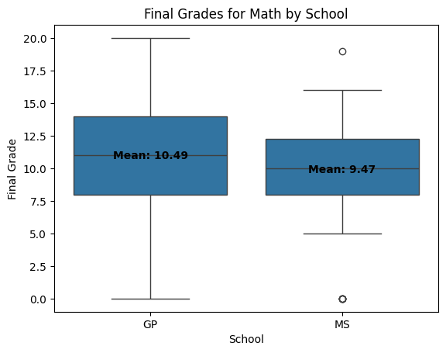 Final Grades for Math by School
20.0
17.5
15.0
12.5
10.0
7.5
5.0
2.5
0.0
Final Grade
Mean: 10.49
Mean: 9.47
GP
MS
School